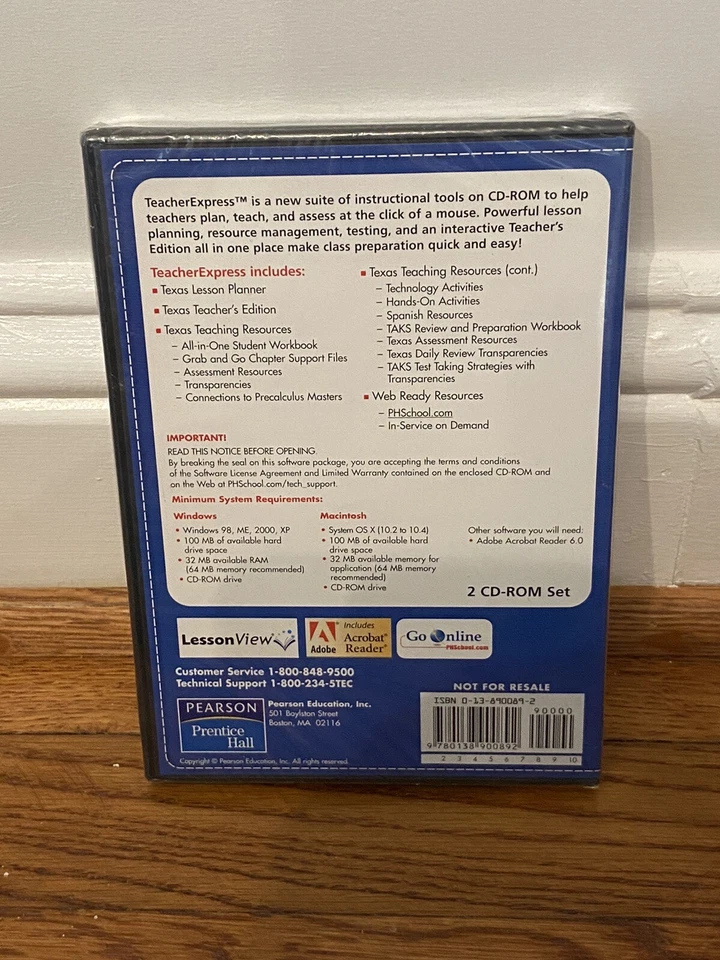 TeacherExpress™ is a new suite of instructional tools on CD-ROM to help
teachers plan, teach, and assess at the click of a mouse. Powerful lesson
planning, resource management, testing, and an interactive Teacher's
Edition all in one place make class preparation quick and easy!
TeacherExpress includes:
▪ Texas Lesson Planner
▪ Texas Teacher's Edition
▪ Texas Teaching Resources
– All-in-One Student Workbook
– Grab and Go Chapter Support Files
– Assessment Resources
– Transparencies
– Connections to Precalculus Masters
▪ Texas Teaching Resources (cont.)
– Technology Activities
– Hands-On Activities
– Spanish Resources
– TAKS Review and Preparation Workbook
– Texas Assessment Resources
– Texas Daily Review Transparencies
– TAKS Test Taking Strategies with
Transparencies
▪ Web Ready Resources
– PHSchool.com
– In-Service on Demand
IMPORTANT!
READ THIS NOTICE BEFORE OPENING.
By breaking the seal on this software package, you are accepting the terms and conditions
of the Software License Agreement and Limited Warranty contained on the enclosed CD-ROM and
on the Web at PHSchool.com/tech_support.
Minimum System Requirements:
Windows
• Windows 98, ME, 2000, XP
• 100 MB of available hard
drive space
• 32 MB available RAM
(64 MB memory recommended)
• CD-ROM drive
Macintosh
• System OS X (10.2 to 10.4)
• 100 MB of available hard
drive space
• 32 MB available memory for
application (64 MB memory
recommended)
• CD-ROM drive
Other software you will need:
• Adobe Acrobat Reader 6.0
2 CD-ROM Set
LessonView
Adobe
Includes
Acrobat®
Reader®
Go Online
PHSchool.com
Customer Service 1-800-848-9500
Technical Support 1-800-234-5TEC
PEARSON
Prentice
Hall
Pearson Education, Inc.
501 Boylston Street
Boston, MA 02116
Copyright © Pearson Education, Inc. All rights reserved.
NOT FOR RESALE
ISBN 0-13-890089-2
90000
9 780138 900892
2 3 4 5 6 7 8 9 10